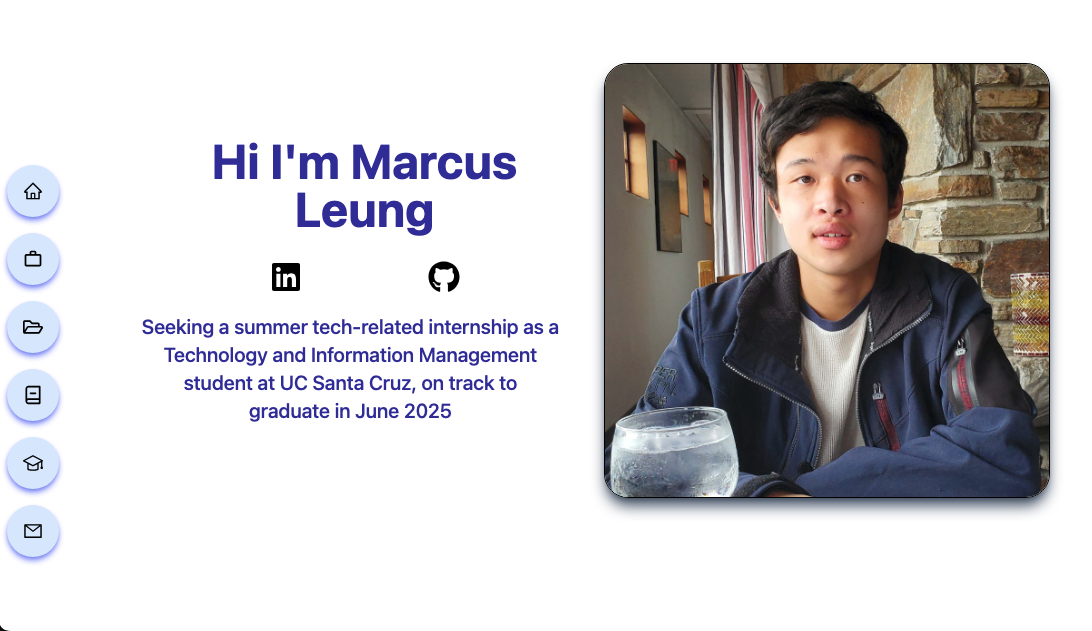 Hi I'm Marcus
Leung
in
Seeking a summer tech-related internship as a
Technology and Information Management
student at UC Santa Cruz, on track to
graduate in June 2025